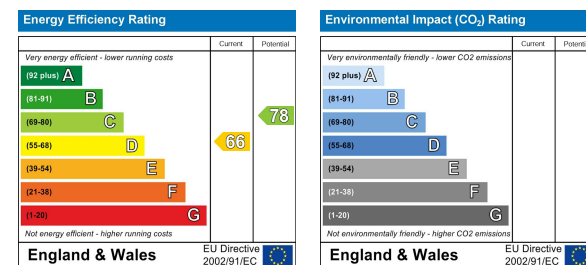 Energy Efficiency Rating
Current Potential
Very energy efficient - lower running costs
(92 plus) A
(81-91) B
(69-80) C
(55-68) D
(39-54) E
(21-38) F
(1-20) G
66
78
Not energy efficient - higher running costs
England & Wales
EU Directive
2002/91/EC
Environmental Impact (CO₂) Rating
Current Potenti
Very environmentally friendly - lower CO2 emissions
(92 plus) A
(81-91) B
(69-80) C
(55-68) D
(39-54) E
(21-38) F
(1-20) G
Not environmentally friendly - higher CO2 emissions
England & Wales
EU Directive
2002/91/EC